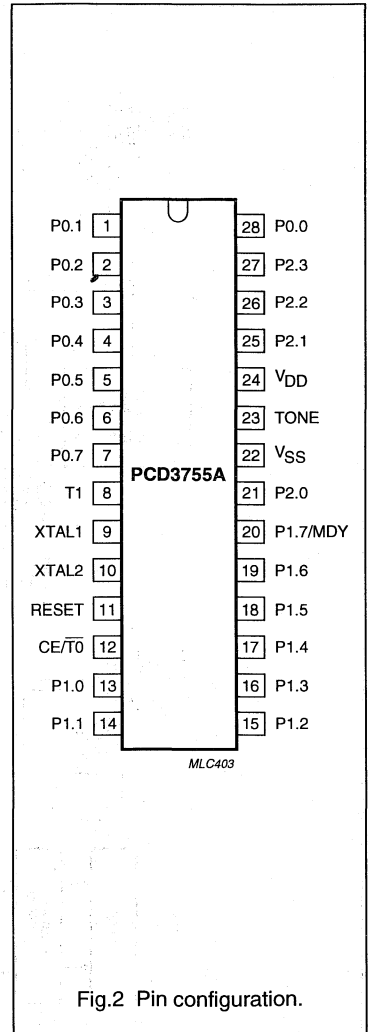 P0.1 1 28 P0.0
P0.2 2 27 P2.3
P0.3 3 26 P2.2
P0.4 4 25 P2.1
P0.5 5 24 VDD
P0.6 6 23 TONE
P0.7 7 22 VSS
PCD3755A
T1 8 21 P2.0
XTAL1 9 20 P1.7/MDY
XTAL2 10 19 P1.6
RESET 11 18 P1.5
CE/T0 12 17 P1.4
P1.0 13 16 P1.3
P1.1 14 15 P1.2
MLC403
Fig.2 Pin configuration.